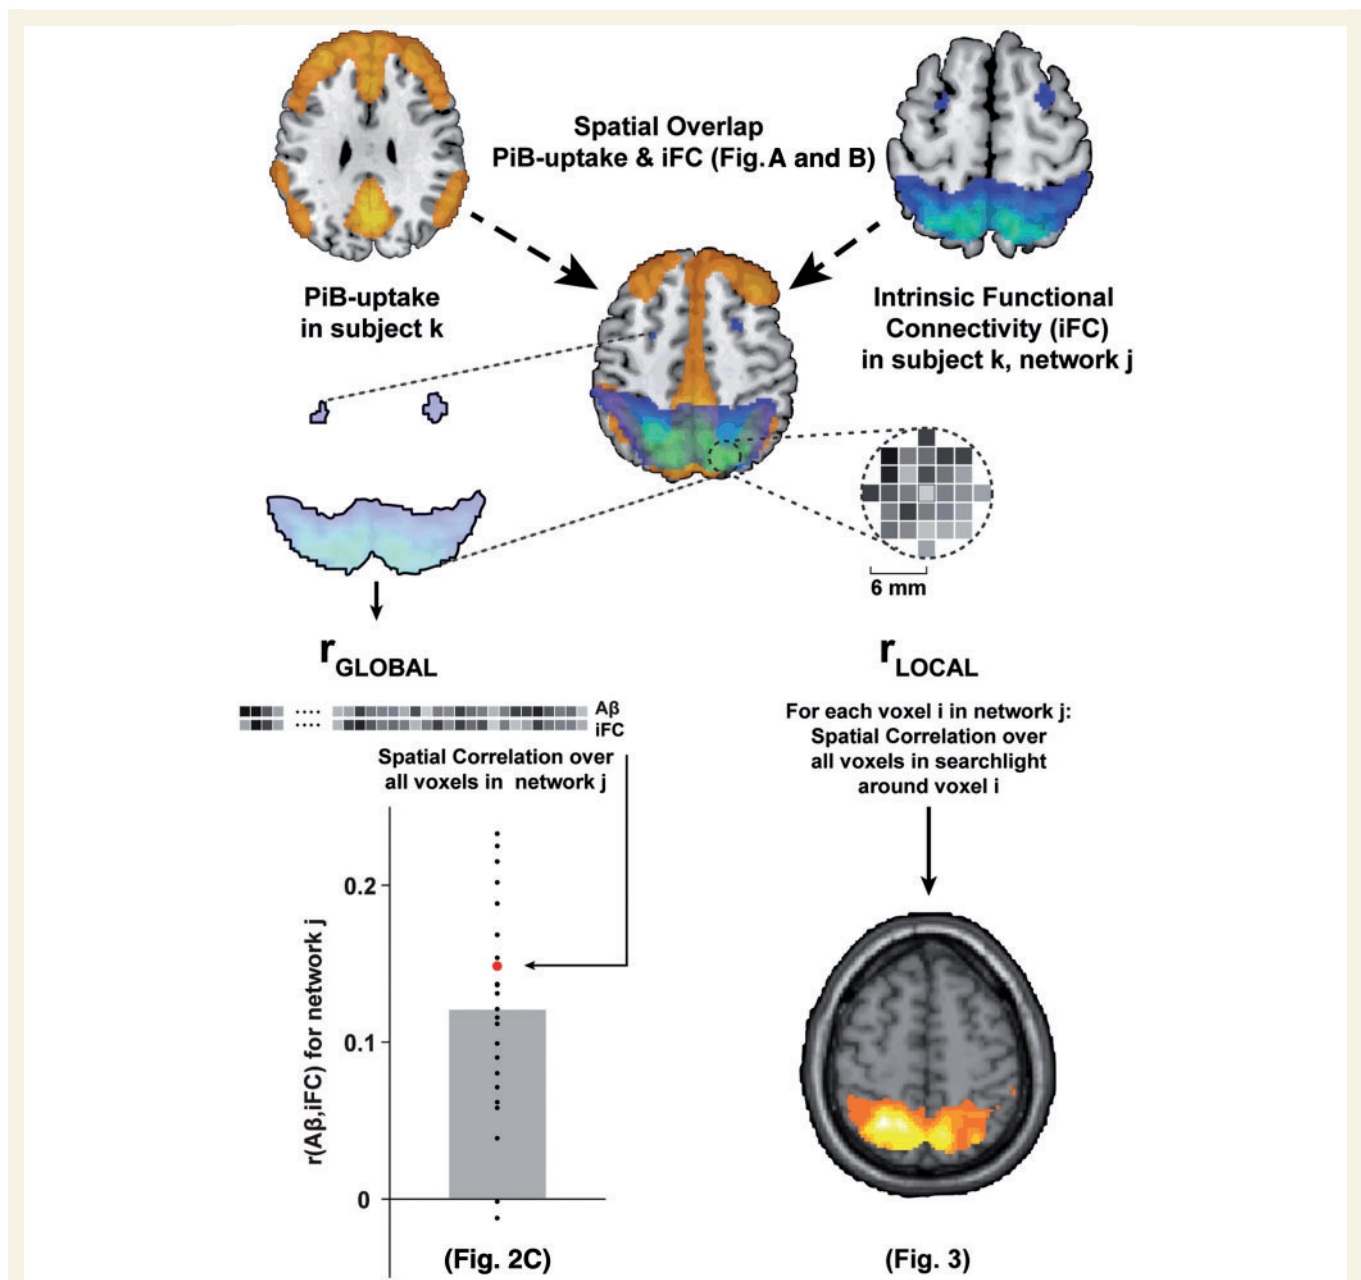 Spatial Overlap
PiB-uptake & iFC (Fig. A and B)
PiB-uptake
in subject k
Intrinsic Functional
Connectivity (iFC)
in subject k, network j
6 mm
rGLOBAL
rLOCAL
Aβ
iFC
Spatial Correlation over
all voxels in network j
For each voxel i in network j:
Spatial Correlation over
all voxels in searchlight
around voxel i
r(Aβ,iFC) for network j
0.2
0.1
0
(Fig. 2C)
(Fig. 3)